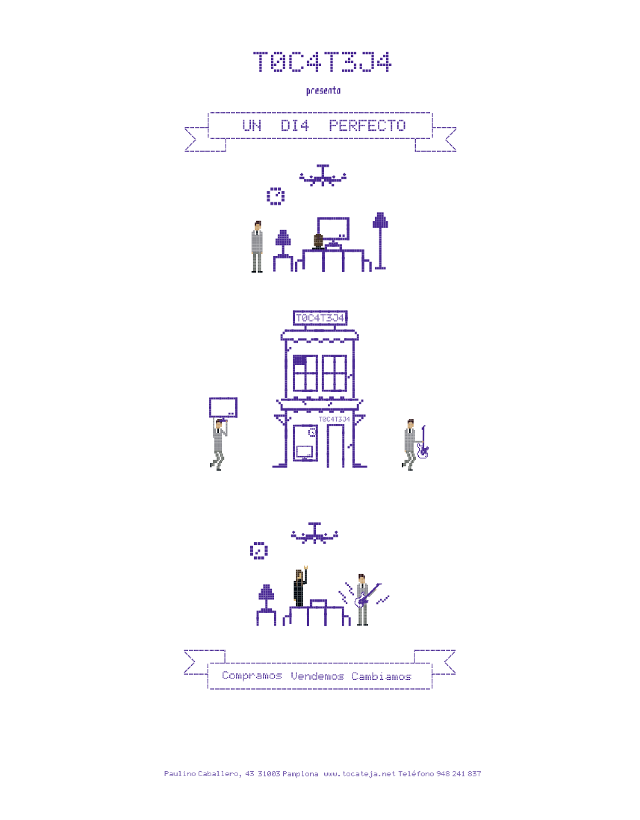 T0C4T3J4
presenta
UN DI4 PERFECTO
T0C4T3J4
T0C4T3J4
Compramos Vendemos Cambiamos
Paulino Caballero, 43 31003 Pamplona www.tocateja.net Teléfono 948 241 837